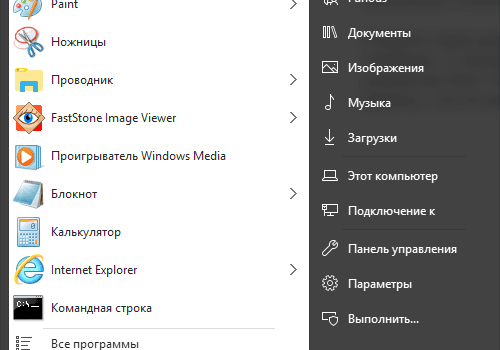 Paint
Ножницы
Проводник
FastStone Image Viewer
Проигрыватель Windows Media
Блокнот
Калькулятор
Internet Explorer
C:\_
Командная строка
Все программы
Документы
Изображения
Музыка
Загрузки
Этот компьютер
Подключение к
Панель управления
Параметры
Выполнить...